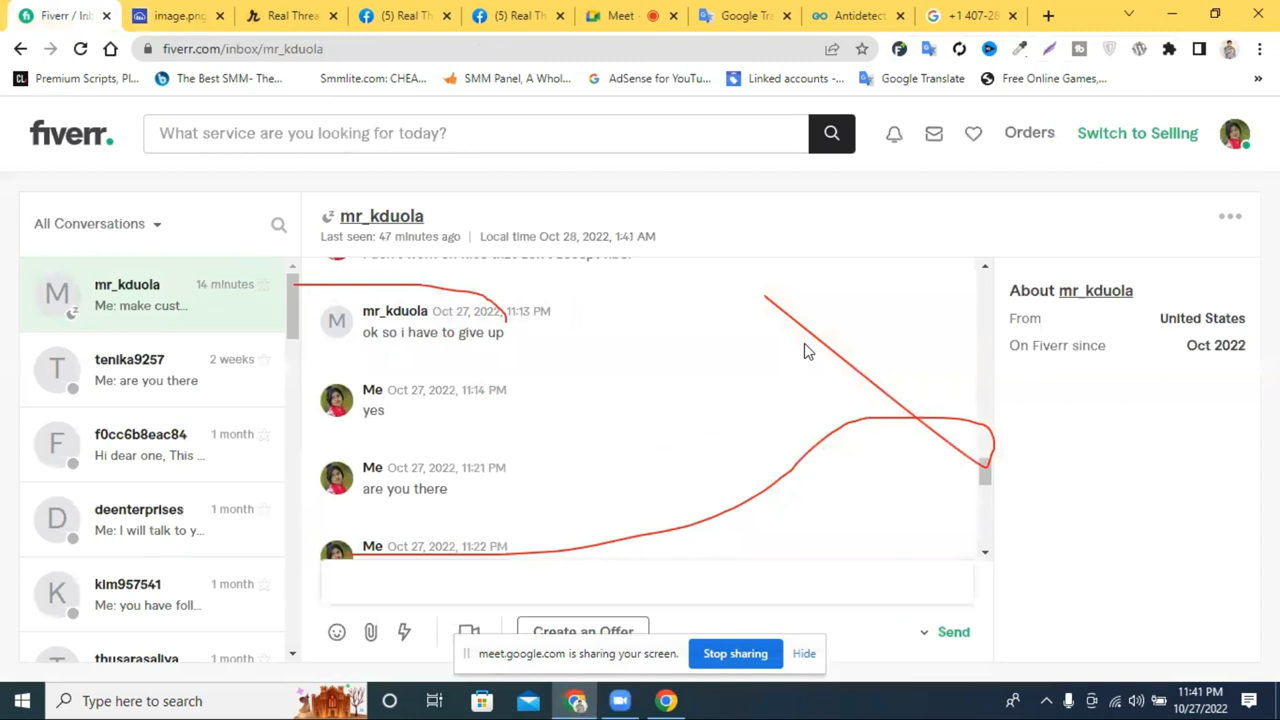 Fiverr / Inb
image.png
Real Threa
(5) Real Th
(5) Real Th
Meet -
Google Tra
Antidetect
+1 407-28
fiverr.com/inbox/mr_kduola
Premium Scripts, Pl...
The Best SMM- The...
Smmlite.com: CHEA...
SMM Panel, A Whol...
AdSense for YouTu...
Linked accounts -...
Google Translate
Free Online Games,...
fiverr.
What service are you looking for today?
Orders
Switch to Selling
All Conversations
mr_kduola
Last seen: 47 minutes ago | Local time Oct 28, 2022, 1:41 AM
mr_kduola
14 minutes
Me: make cust...
tenika9257
2 weeks
Me: are you there
f0cc6b8eac84
1 month
Hi dear one, This ...
deenterprises
1 month
Me: I will talk to y...
klm957541
1 month
Me: you have foll...
thusarasaliya
1 month
M
mr_kduola Oct 27, 2022, 11:13 PM
ok so i have to give up
Me Oct 27, 2022, 11:14 PM
yes
Me Oct 27, 2022, 11:21 PM
are you there
Me Oct 27, 2022, 11:22 PM
Create an Offer
Send
About mr_kduola
From
United States
On Fiverr since
Oct 2022
meet.google.com is sharing your screen.
Stop sharing
Hide
Type here to search
11:41 PM
10/27/2022